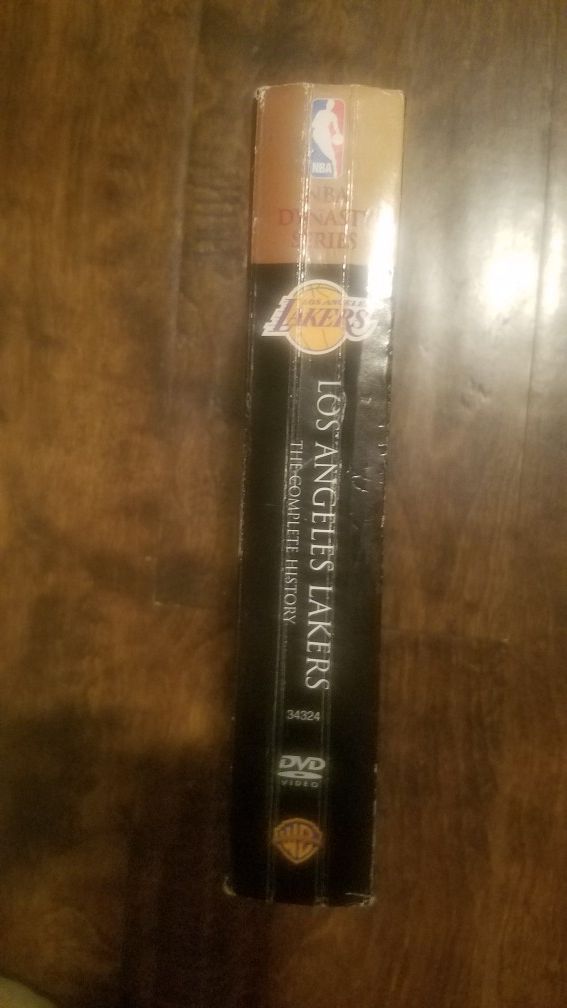 NBA
NBA
DYNASTY
SERIES
LOS ANGELES
LAKERS
LOS ANGELES LAKERS
THE COMPLETE HISTORY
34324
DVD
VIDEO
WB